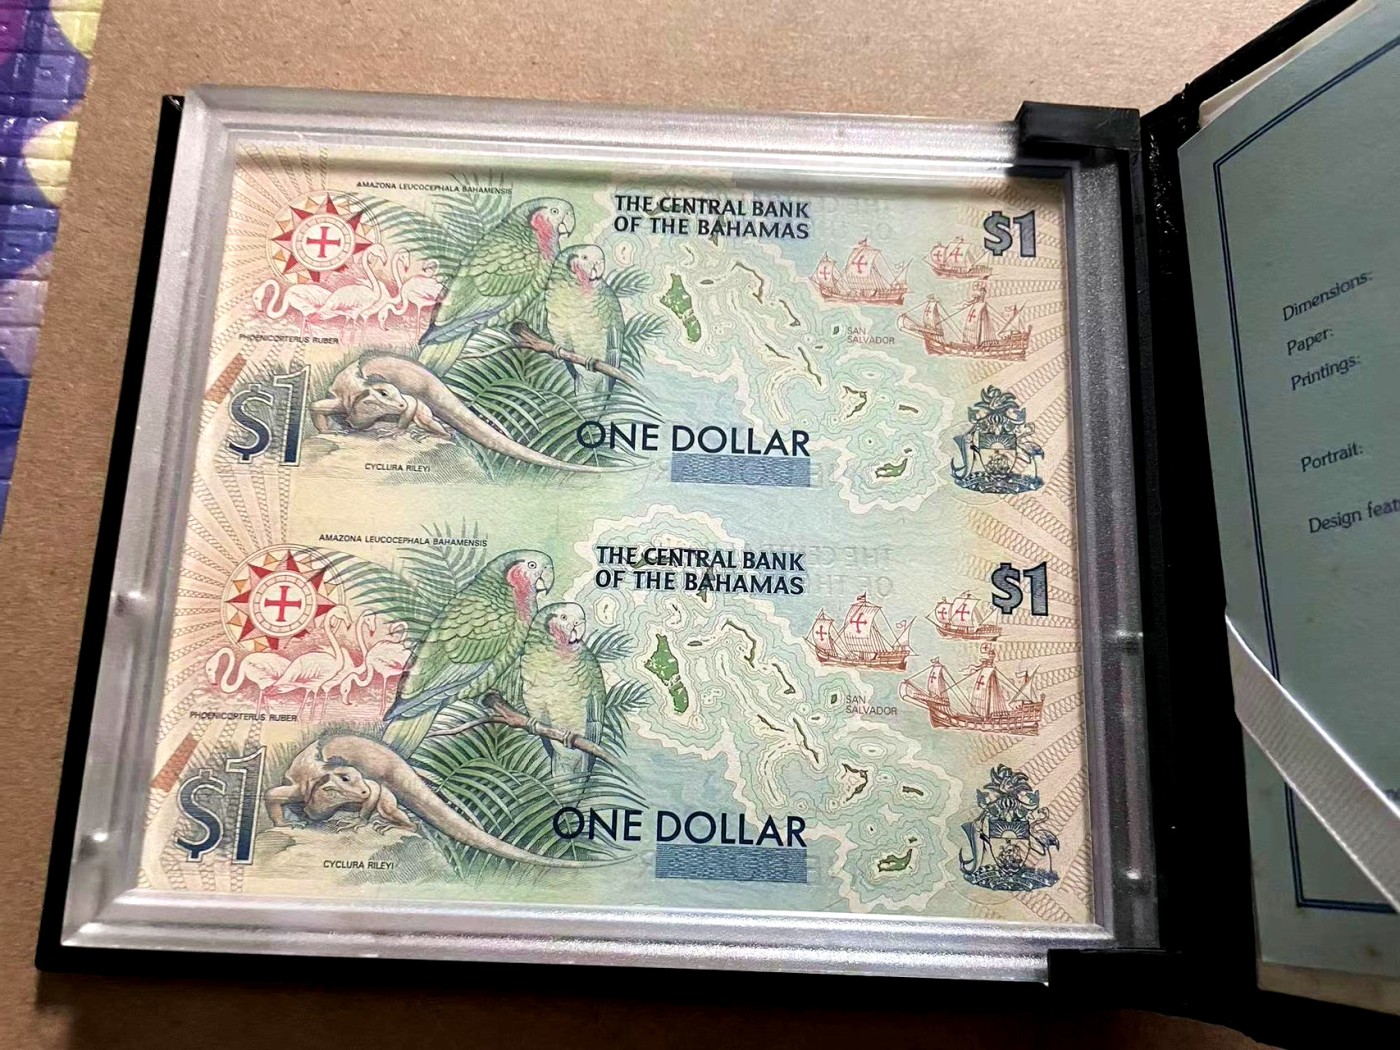 AMAZONA LEUCOCEPHALA BAHAMENSIS
THE CENTRAL BANK
OF THE BAHAMAS
$1
SAN
SALVADOR
PHOENICOPTERUS RUBER
$1
ONE DOLLAR
CYCLURA RILEYI
AMAZONA LEUCOCEPHALA BAHAMENSIS
THE CENTRAL BANK
OF THE BAHAMAS
$1
SAN
SALVADOR
PHOENICOPTERUS RUBER
$1
ONE DOLLAR
CYCLURA RILEYI
Dimensions:
Paper:
Printings:
Portrait:
Design